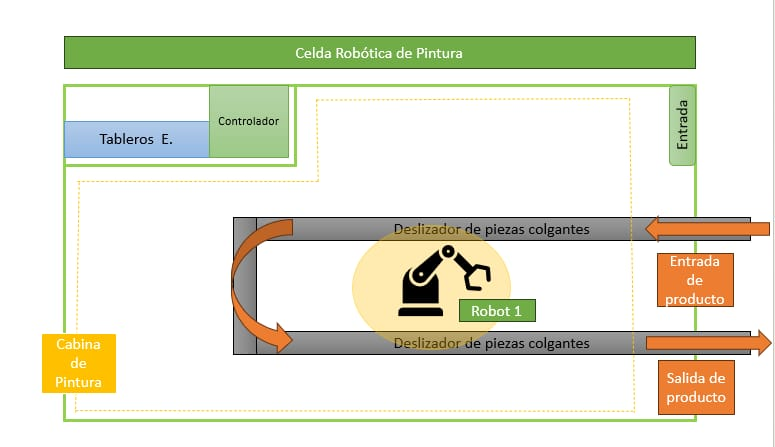 Celda Robótica de Pintura
Controlador
Tableros  E.
Entrada
Deslizador de piezas colgantes
Entrada
de
producto
Robot 1
Deslizador de piezas colgantes
Cabina
de
Pintura
Salida de
producto